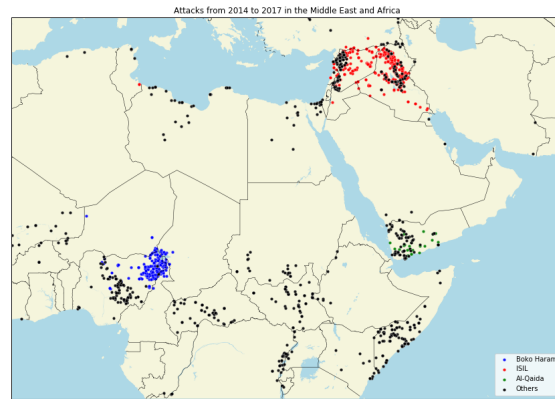 Attacks from 2014 to 2017 in the Middle East and Africa
Boko Haram
ISIL
Al-Qaida
Others